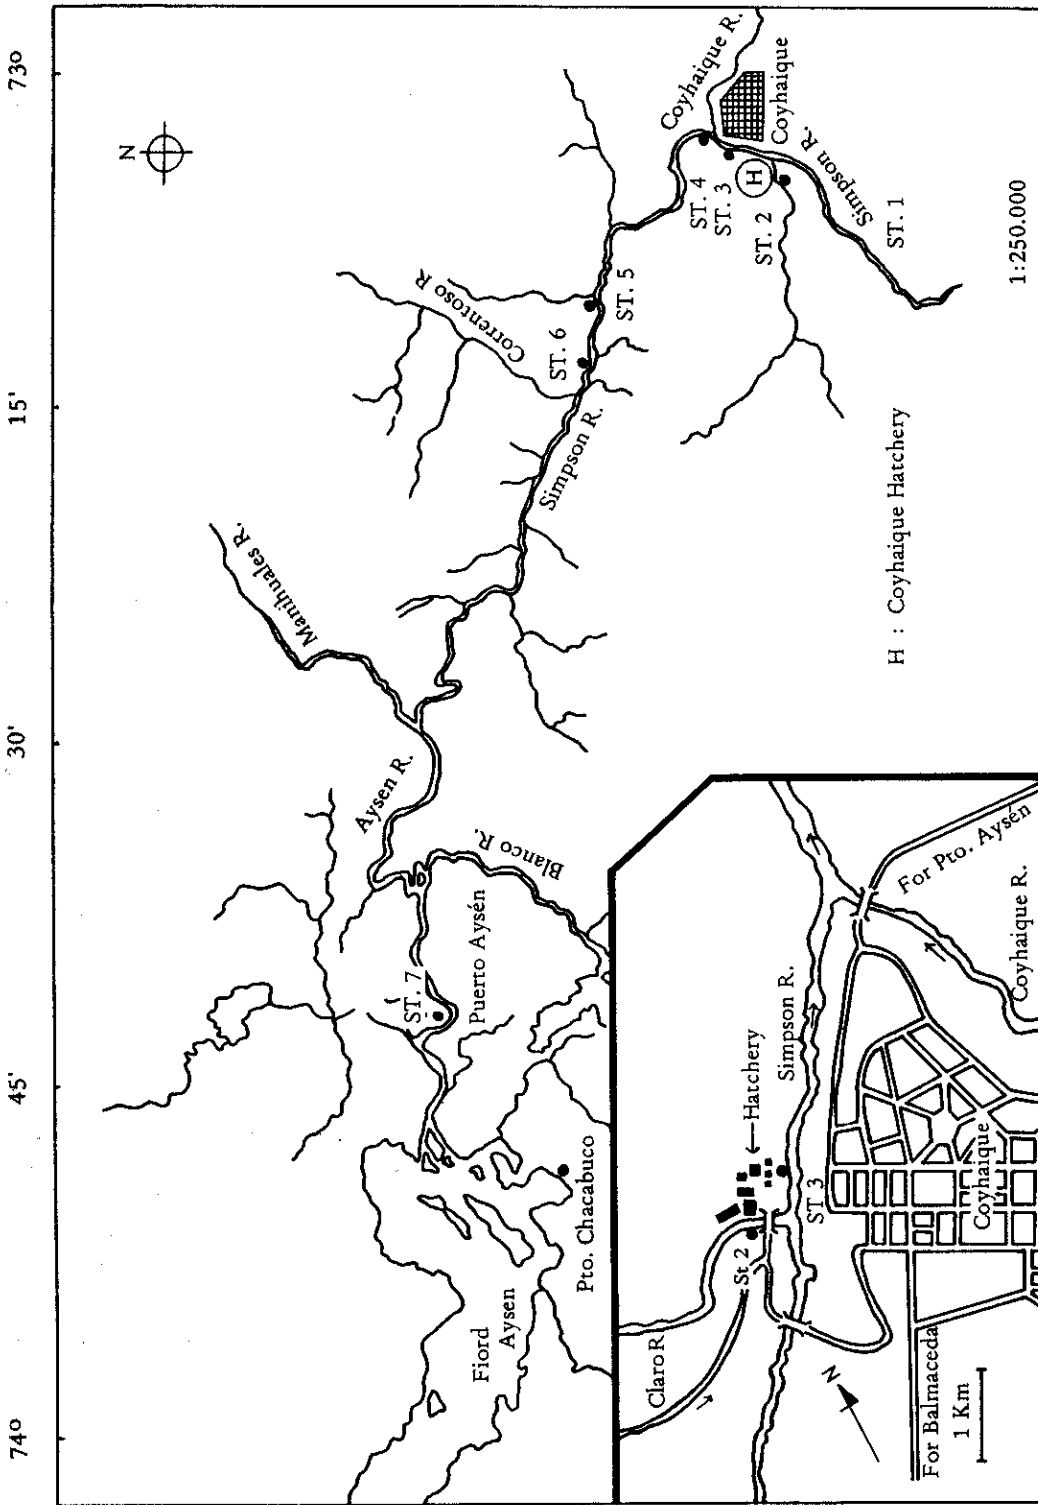 74°
45'
30'
15'
73°
N
Manihuales R.
Correntoso R
Aysen R.
Coyhaique R.
ST. 7
Puerto Aysén
Blanco R.
Simpson R.
ST. 6
ST. 5
ST. 4
ST. 3
H
Coyhaique
ST. 2
Simpson R.
ST. 1
Fiord
Aysen
Pto. Chacabuco
H : Coyhaique Hatchery
1:250.000
Claro R
St 2
Hatchery
Simpson R.
ST 3
For Pto. Aysén
Coyhaique R.
Coyhaique
N
For Balmaceda
1 Km